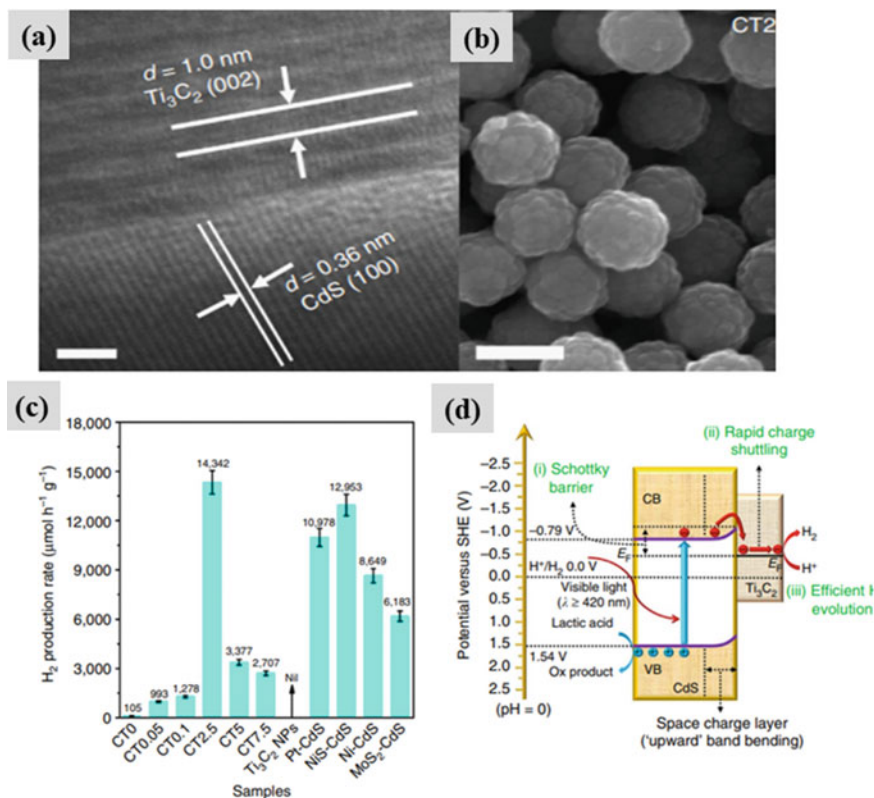 (a)
d = 1.0 nm
Ti₃C₂ (002)
d = 0.36 nm
CdS (100)
(b)
CT2
(c)
H₂ production rate (μmol h⁻¹ g⁻¹)
18,000
15,000
12,000
9,000
6,000
3,000
0
105
993
1,278
14,342
3,377
2,707
Nil
10,978
12,953
8,649
6,183
CT0
CT0.05
CT0.1
CT2.5
CT5
CT7.5
Ti₃C₂ NPs
Pt-CdS
NiS-CdS
Ni-CdS
MoS₂-CdS
Samples
(d)
Potential versus SHE (V)
−2.5
−2.0
−1.5
−1.0
−0.5
0.0
0.5
1.0
1.5
2.0
2.5
(pH = 0)
(i) Schottky
barrier
(ii) Rapid charge
shuttling
CB
−0.79 V
E_F
H⁺/H₂ 0.0 V
Visible light
(λ ≥ 420 nm)
Lactic acid
1.54 V
Ox product
VB
CdS
E_F
Ti₃C₂
H₂
H⁺
(iii) Efficient H
evolution
Space charge layer
('upward' band bending)